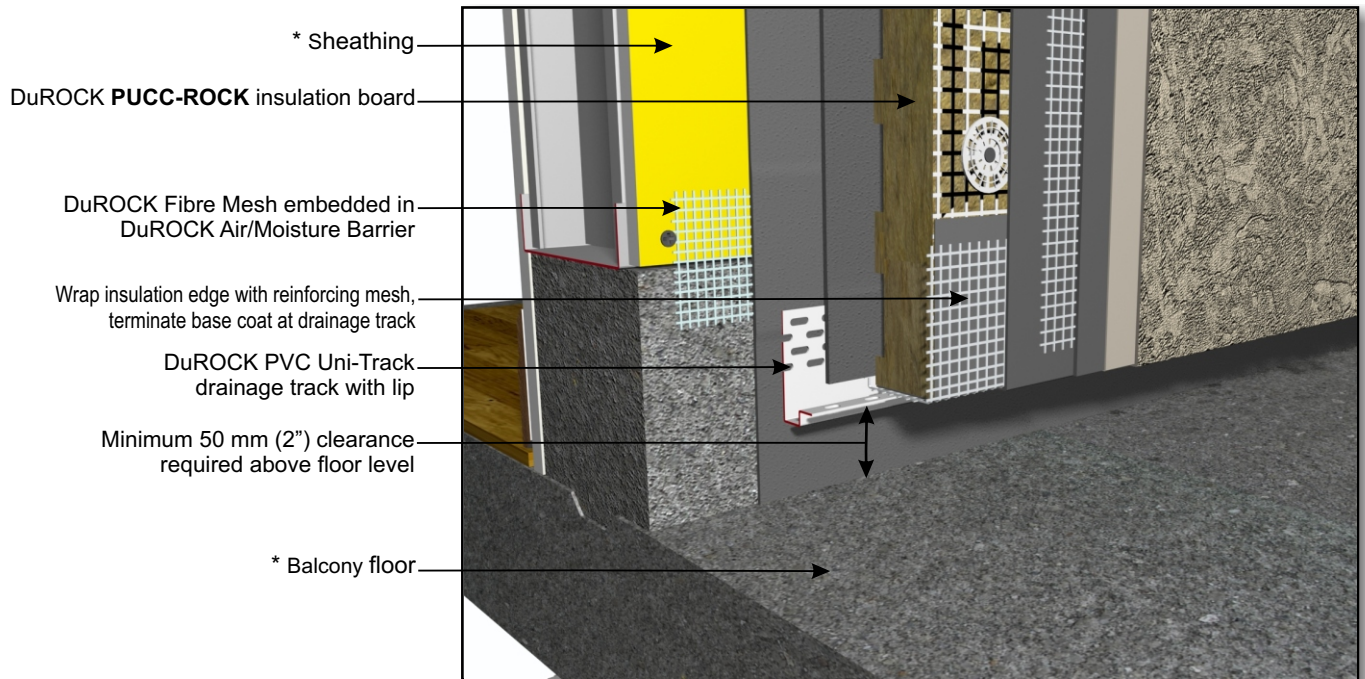 * Sheathing
DuROCK PUCC-ROCK insulation board
DuROCK Fibre Mesh embedded in
DuROCK Air/Moisture Barrier
Wrap insulation edge with reinforcing mesh,
terminate base coat at drainage track
DuROCK PVC Uni-Track
drainage track with lip
Minimum 50 mm (2”) clearance
required above floor level
* Balcony floor